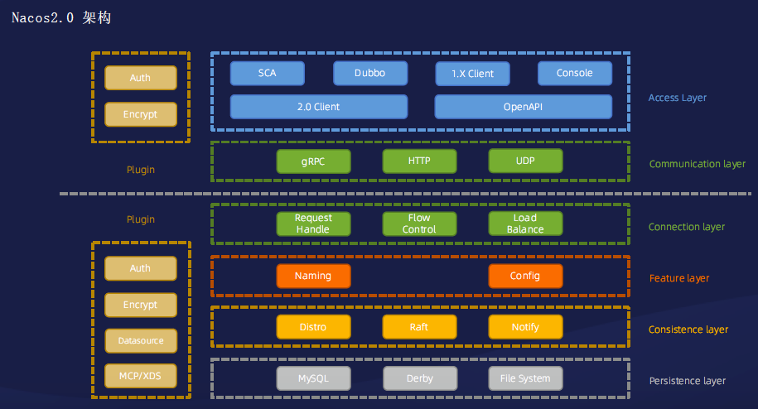 Nacos2.0 架构
Auth
Encrypt
Plugin
SCA
Dubbo
1.X Client
Console
2.0 Client
OpenAPI
Access Layer
gRPC
HTTP
UDP
Communication layer
Plugin
Auth
Encrypt
Datasource
MCP/XDS
Request
Handle
Flow
Control
Load
Balance
Connection layer
Naming
Config
Feature layer
Distro
Raft
Notify
Consistence layer
MySQL
Derby
File System
Persistence layer